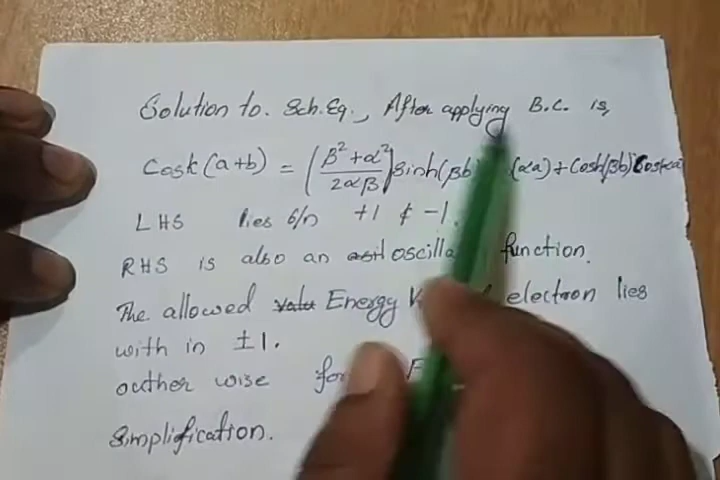 Solution to. Sch. Eq., After applying B.C. is,
Cosk(a+b) = (β²+α²/2αβ) Sinh(βb) (αa) + Cosh(βb) Cos(αa)
LHS lies b/n +1 & -1.
RHS is also an oscilla function.
The allowed Energy electron lies
with in ±1.
outher wise for
Simplification.